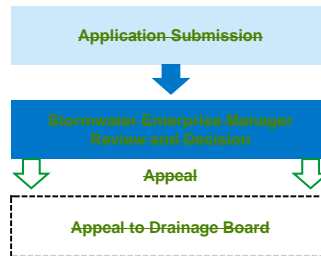 Application Submission
Stormwater Enterprise Manager
Review and Decision
Appeal
Appeal to Drainage Board